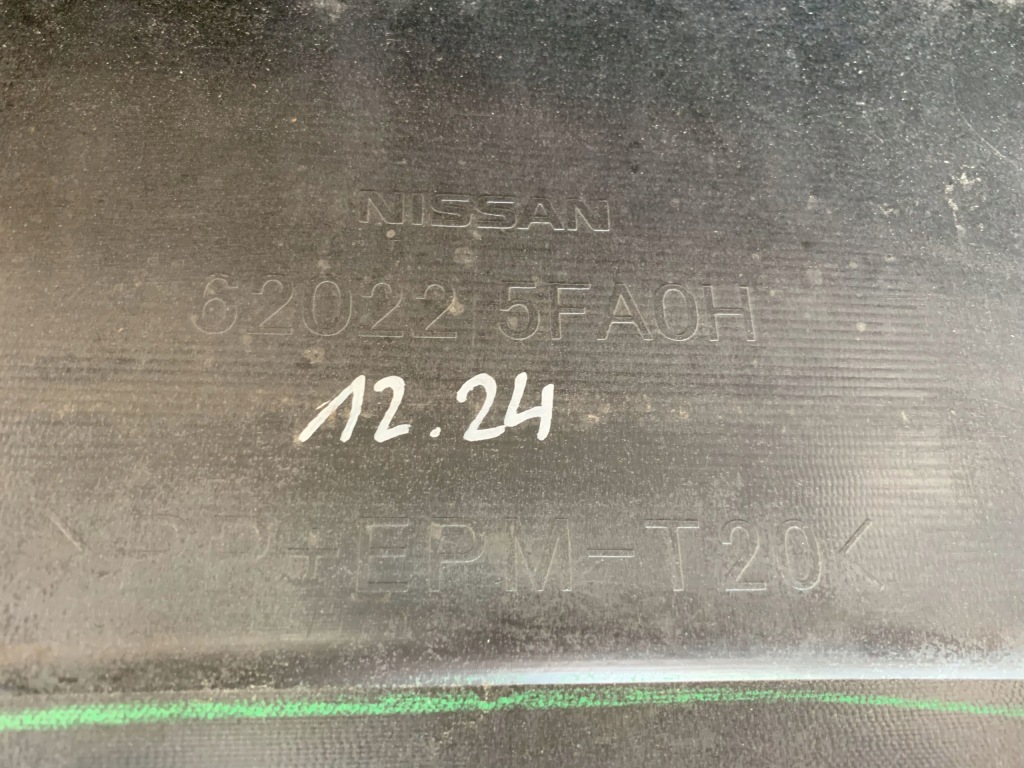 NISSAN
62022 5FA0H
12.24
>PP+EPM-T20<